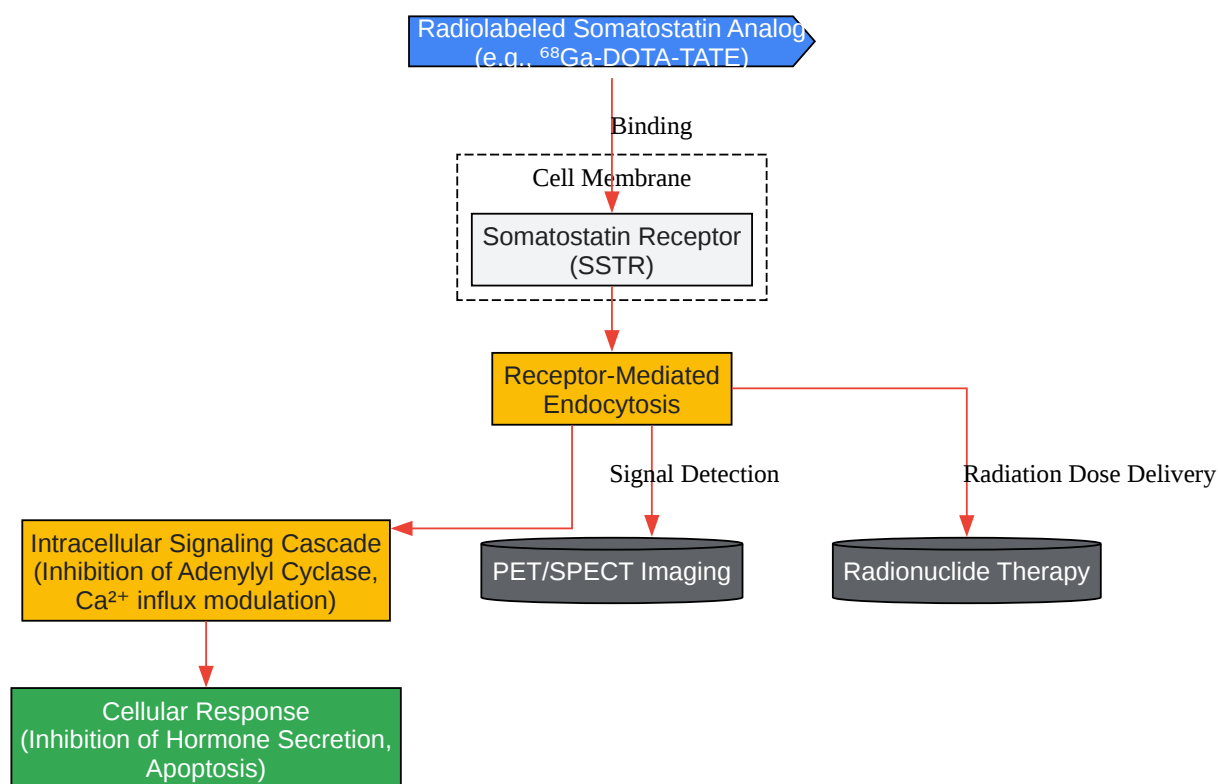 Radiolabeled Somatostatin Analog
(e.g., ⁶⁸Ga-DOTA-TATE)
Binding
Cell Membrane
Somatostatin Receptor
(SSTR)
Receptor-Mediated
Endocytosis
Signal Detection
Radiation Dose Delivery
Intracellular Signaling Cascade
(Inhibition of Adenylyl Cyclase,
Ca²⁺ influx modulation)
PET/SPECT Imaging
Radionuclide Therapy
Cellular Response
(Inhibition of Hormone Secretion,
Apoptosis)